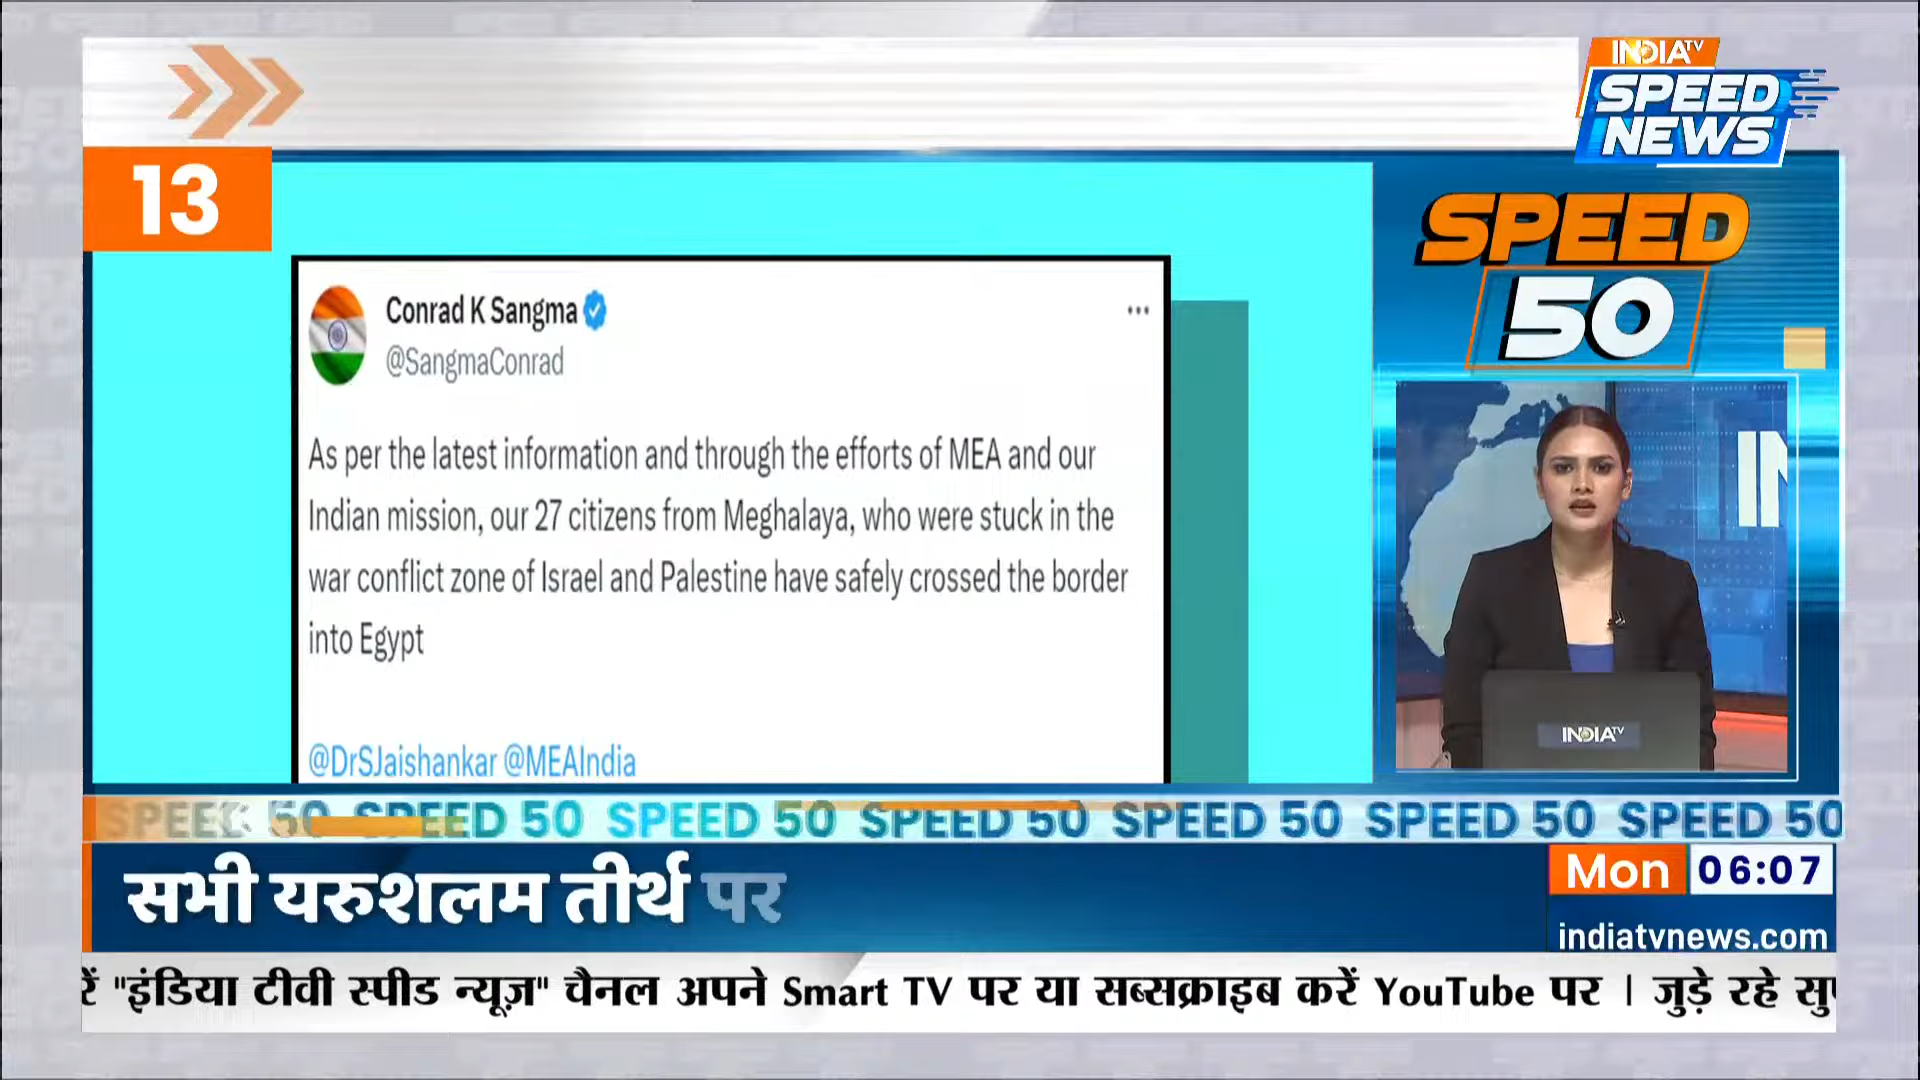 INDIA TV
SPEED
NEWS
13
SPEED
50
Conrad K Sangma
@SangmaConrad
As per the latest information and through the efforts of MEA and our
Indian mission, our 27 citizens from Meghalaya, who were stuck in the
war conflict zone of Israel and Palestine have safely crossed the border
into Egypt
@DrSJaishankar @MEAIndia
INDIA TV
SPEED 50 SPEED 50 SPEED 50 SPEED 50 SPEED 50 SPEED 50 SPEED 50
सभी यरुशलम तीर्थ पर
Mon 06:07
indiatvnews.com
"इंडिया टीवी स्पीड न्यूज़" चैनल अपने Smart TV पर या सब्सक्राइब करें YouTube पर | जुड़े रहे